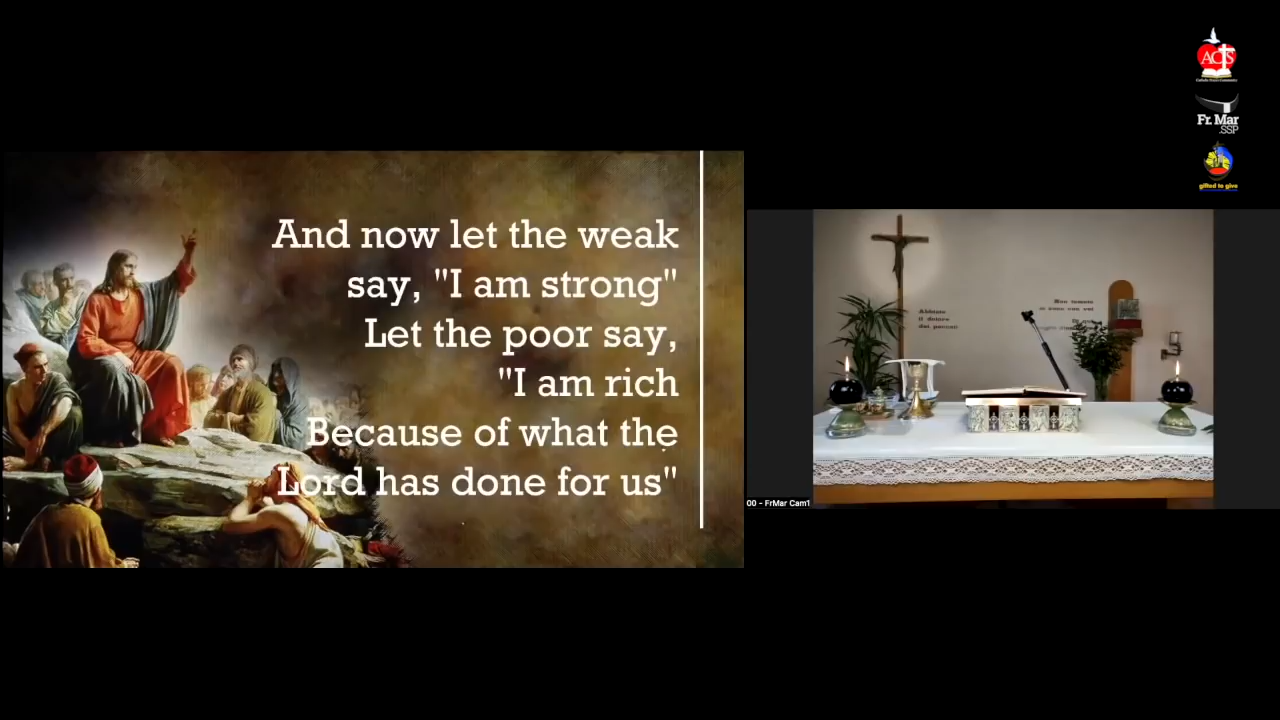 And now let the weak
say, "I am strong"
Let the poor say,
"I am rich
Because of what the
Lord has done for us"
AC
S
Fr. Mar
.SSP
gifted to give
00 - FrMar Cam1